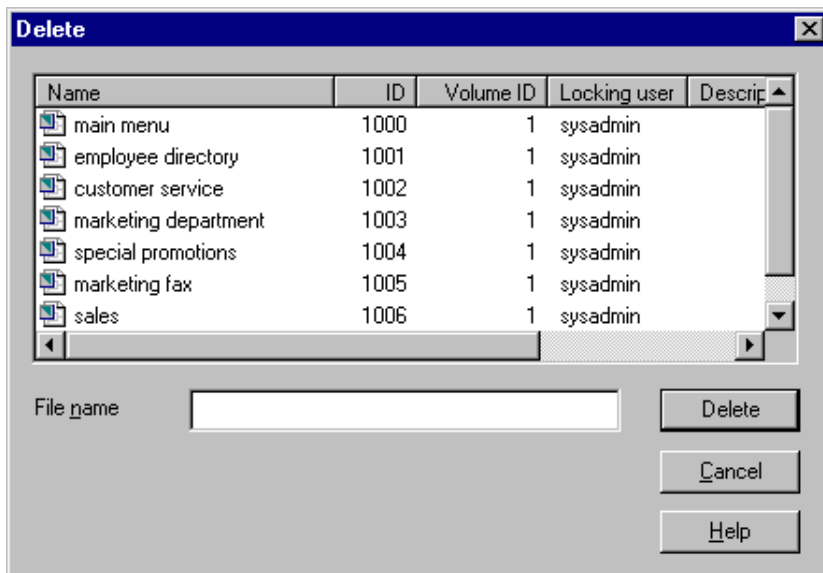 Delete
Name ID Volume ID Locking user Descrip
main menu 1000 1 sysadmin
employee directory 1001 1 sysadmin
customer service 1002 1 sysadmin
marketing department 1003 1 sysadmin
special promotions 1004 1 sysadmin
marketing fax 1005 1 sysadmin
sales 1006 1 sysadmin
File name Delete
Cancel
Help